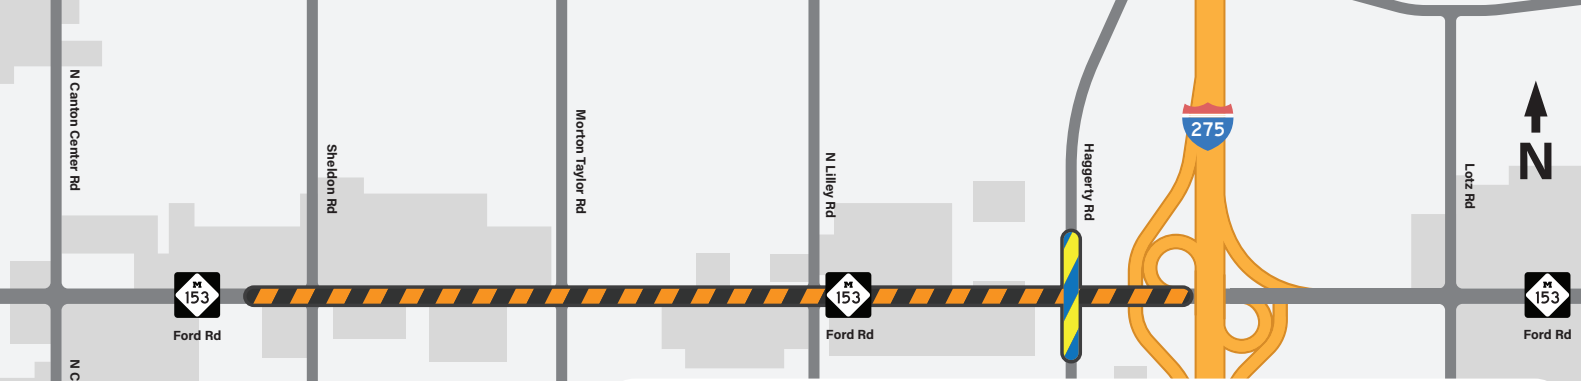 N Canton Center Rd
Sheldon Rd
Morton Taylor Rd
N Lilley Rd
Haggerty Rd
275
Lotz Rd
N
M
153
Ford Rd
M
153
Ford Rd
M
153
Ford Rd
N C